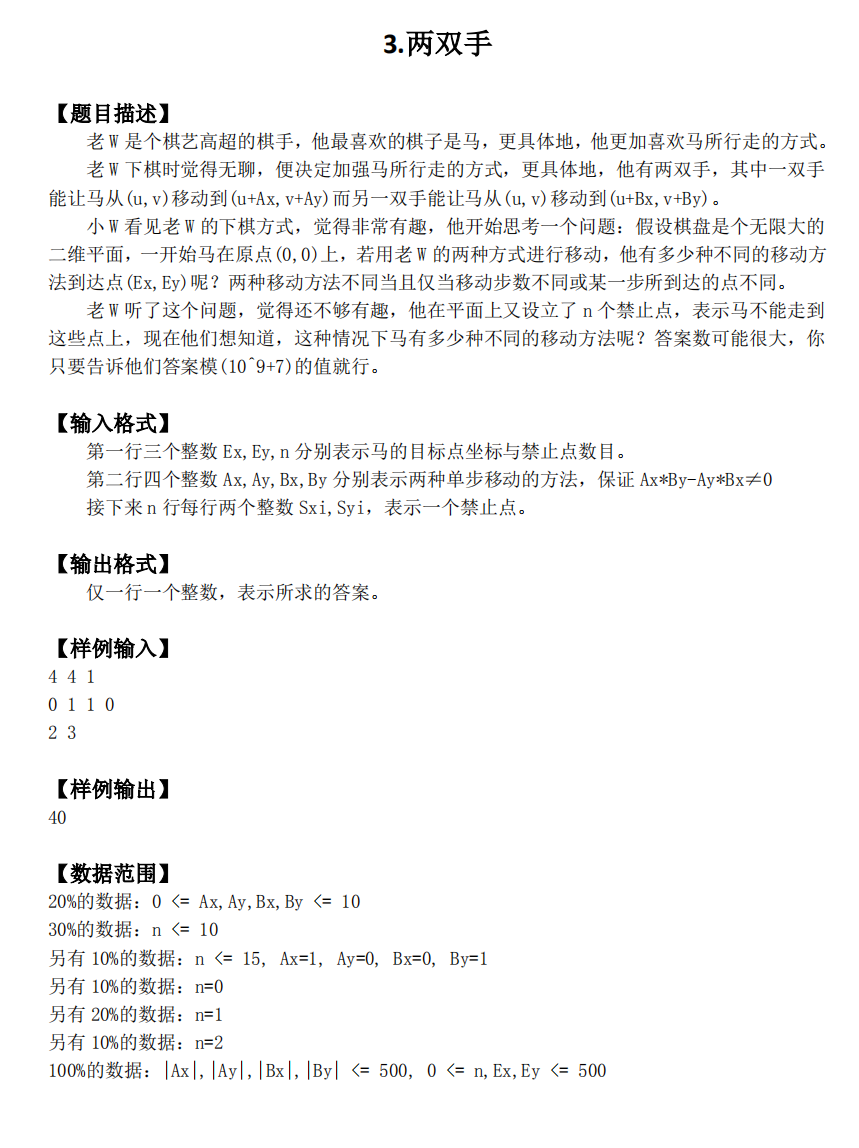 3.两双手
【题目描述】
老 W 是个棋艺高超的棋手，他最喜欢的棋子是马，更具体地，他更加喜欢马所行走的方式。
老 W 下棋时觉得无聊，便决定加强马所行走的方式，更具体地，他有两双手，其中一双手
能让马从(u,v)移动到(u+Ax,v+Ay)而另一双手能让马从(u,v)移动到(u+Bx,v+By)。
小 W 看见老 W 的下棋方式，觉得非常有趣，他开始思考一个问题：假设棋盘是个无限大的
二维平面，一开始马在原点(0,0)上，若用老 W 的两种方式进行移动，他有多少种不同的移动方
法到达点(Ex,Ey)呢？两种移动方法不同当且仅当移动步数不同或某一步所到达的点不同。
老 W 听了这个问题，觉得还不够有趣，他在平面上又设立了 n 个禁止点，表示马不能走到
这些点上，现在他们想知道，这种情况下马有多少种不同的移动方法呢？答案数可能很大，你
只要告诉他们答案模(10^9+7)的值就行。
【输入格式】
第一行三个整数 Ex,Ey,n 分别表示马的目标点坐标与禁止点数目。
第二行四个整数 Ax,Ay,Bx,By 分别表示两种单步移动的方法，保证 Ax*By-Ay*Bx≠0
接下来 n 行每行两个整数 Sxi,Syi，表示一个禁止点。
【输出格式】
仅一行一个整数，表示所求的答案。
【样例输入】
4 4 1
0 1 1 0
2 3
【样例输出】
40
【数据范围】
20%的数据：0 <= Ax,Ay,Bx,By <= 10
30%的数据：n <= 10
另有 10%的数据：n <= 15, Ax=1, Ay=0, Bx=0, By=1
另有 10%的数据：n=0
另有 20%的数据：n=1
另有 10%的数据：n=2
100%的数据：|Ax|,|Ay|,|Bx|,|By| <= 500, 0 <= n,Ex,Ey <= 500